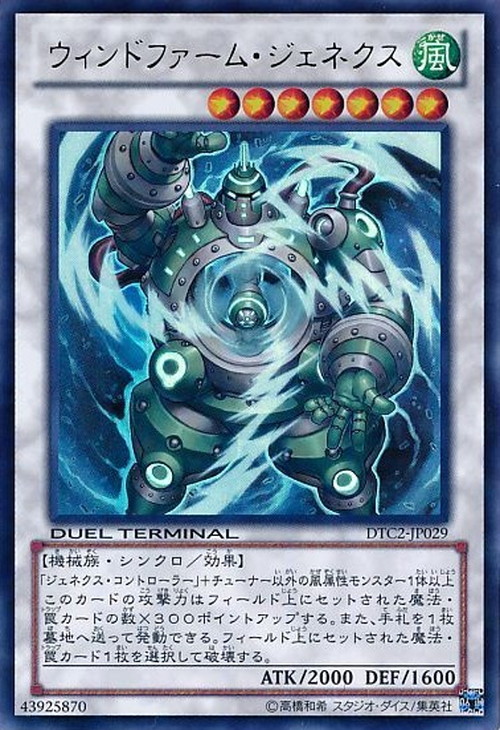 ウィンドファーム・ジェネクス
風
DUEL TERMINAL
DTC2-JP029
【機械族・シンクロ／効果】
「ジェネクス・コントローラー」＋チューナー以外の風属性モンスター１体以上
このカードの攻撃力はフィールド上にセットされた魔法・
罠カードの数×３００ポイントアップする。また、手札を１枚
墓地へ送って発動できる。フィールド上にセットされた魔法・
罠カード１枚を選択して破壊する。
ATK/2000 DEF/1600
43925870
©高橋和希 スタジオ・ダイス/集英社